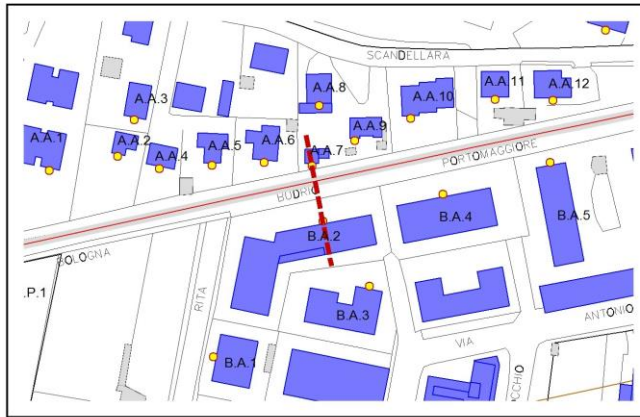 SCANDELLARA
A.A.3
A.A.8
A.A.10
A.A.11
A.A.12
A.A.1
A.A.2
A.A.4
A.A.5
A.A.6
A.A.7
A.A.9
BUDRIO
PORTOMAGGIORE
BOLOGNA
B.A.2
B.A.4
B.A.5
.P.1
RITA
B.A.3
B.A.1
VIA
ANTONIO
OCCHIO